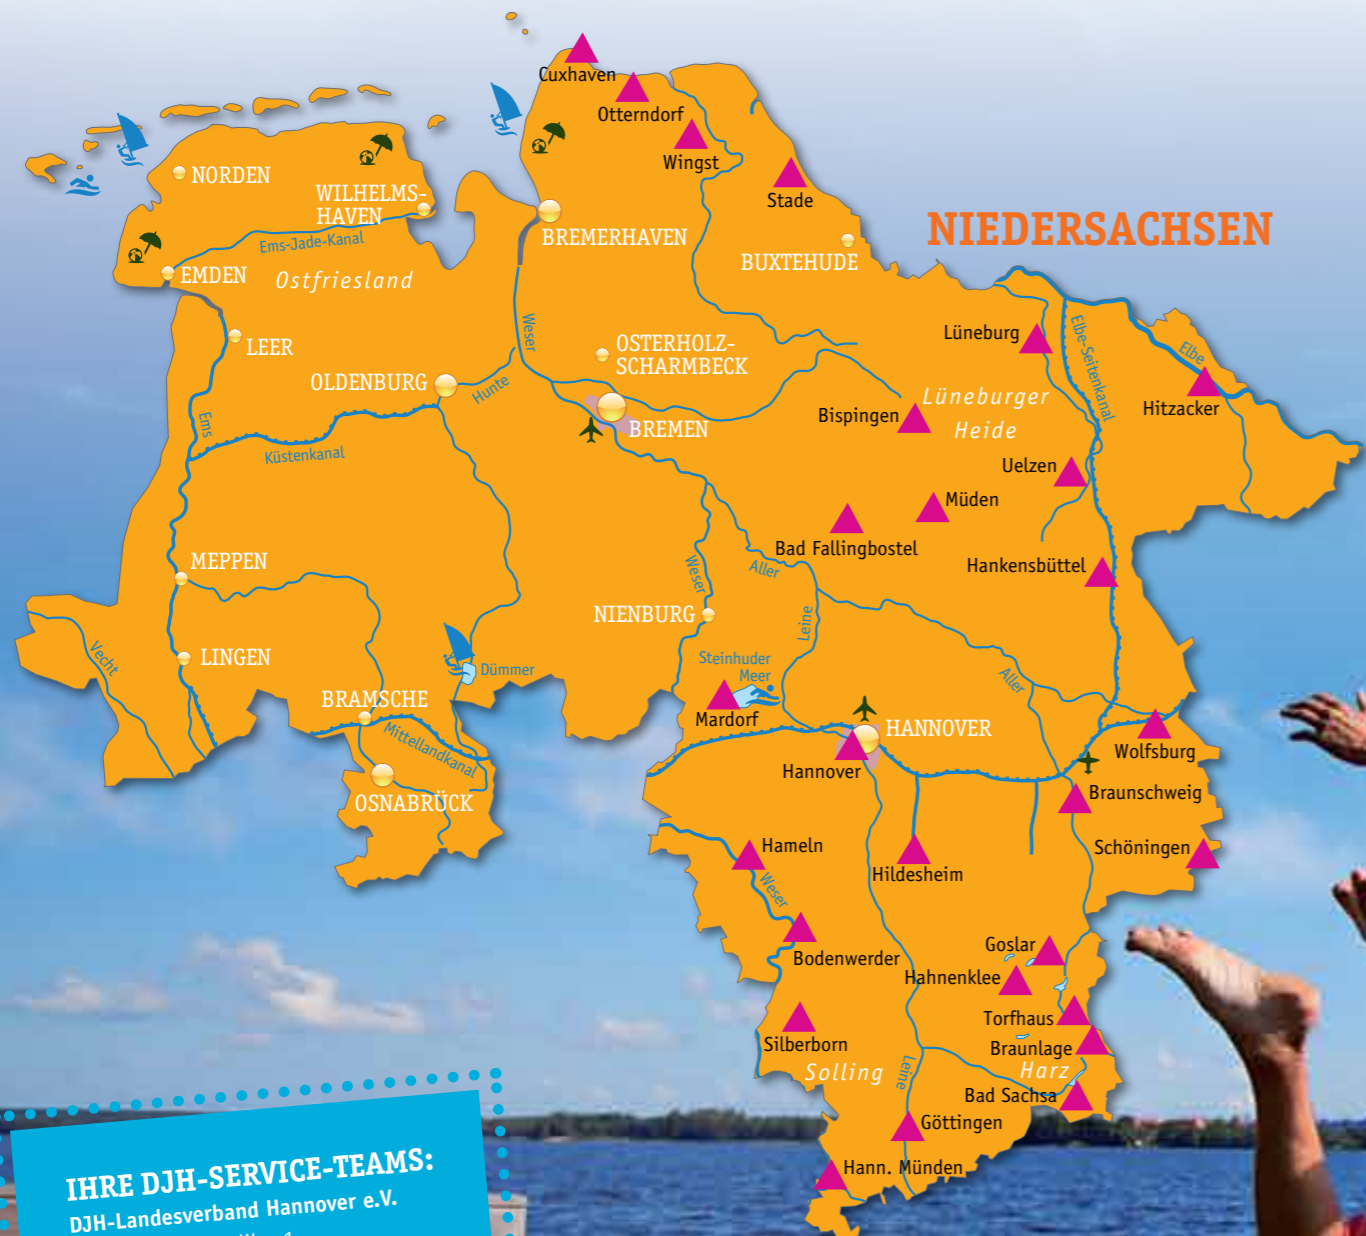 Cuxhaven
Otterndorf
Wingst
Stade
NORDEN
WILHELMS-
HAVEN
Ems-Jade-Kanal
EMDEN
Ostfriesland
BREMERHAVEN
BUXTEHUDE
NIEDERSACHSEN
LEER
Weser
OSTERHOLZ-
SCHARMBECK
OLDENBURG
Hunte
BREMEN
Ems
Küstenkanal
Lüneburg
Elbe-Seitenkanal
Elbe
Hitzacker
Bispingen
Lüneburger
Heide
Uelzen
Müden
Bad Fallingbostel
Hankensbüttel
MEPPEN
Weser
Aller
Leine
NIENBURG
Vecht
LINGEN
Dümmer
Steinhuder
Meer
Mardorf
Aller
BRAMSCHE
Mittellandkanal
OSNABRÜCK
HANNOVER
Hannover
Wolfsburg
Braunschweig
Schöningen
Hameln
Weser
Hildesheim
Bodenwerder
Goslar
Hahnenklee
Torfhaus
Braunlage
Harz
Silberborn
Solling
Leine
Bad Sachsa
Göttingen
Hann. Münden
IHRE DJH-SERVICE-TEAMS:
DJH-Landesverband Hannover e.V.